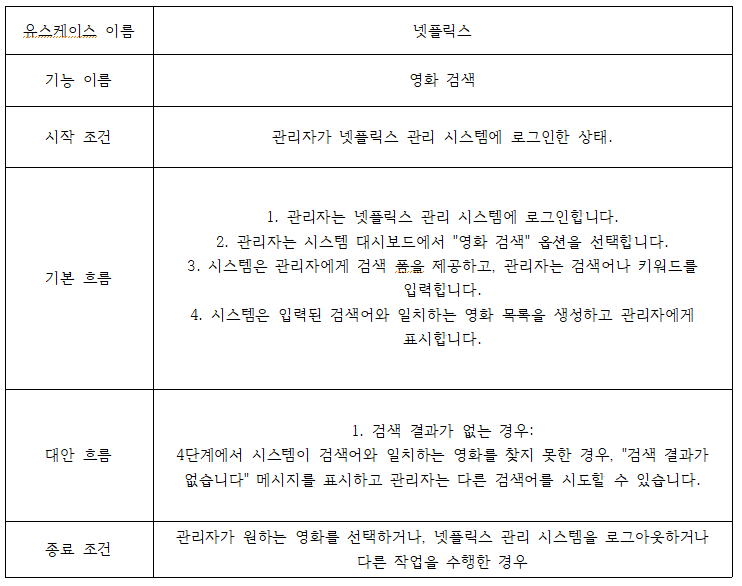 유스케이스 이름
넷플릭스
기능 이름
영화 검색
시작 조건
관리자가 넷플릭스 관리 시스템에 로그인한 상태.
기본 흐름
1. 관리자는 넷플릭스 관리 시스템에 로그인합니다.
2. 관리자는 시스템 대시보드에서 "영화 검색" 옵션을 선택합니다.
3. 시스템은 관리자에게 검색 폼을 제공하고, 관리자는 검색어나 키워드를
입력합니다.
4. 시스템은 입력된 검색어와 일치하는 영화 목록을 생성하고 관리자에게
표시합니다.
대안 흐름
1. 검색 결과가 없는 경우:
4단계에서 시스템이 검색어와 일치하는 영화를 찾지 못한 경우, "검색 결과가
없습니다" 메시지를 표시하고 관리자는 다른 검색어를 시도할 수 있습니다.
종료 조건
관리자가 원하는 영화를 선택하거나, 넷플릭스 관리 시스템을 로그아웃하거나
다른 작업을 수행한 경우